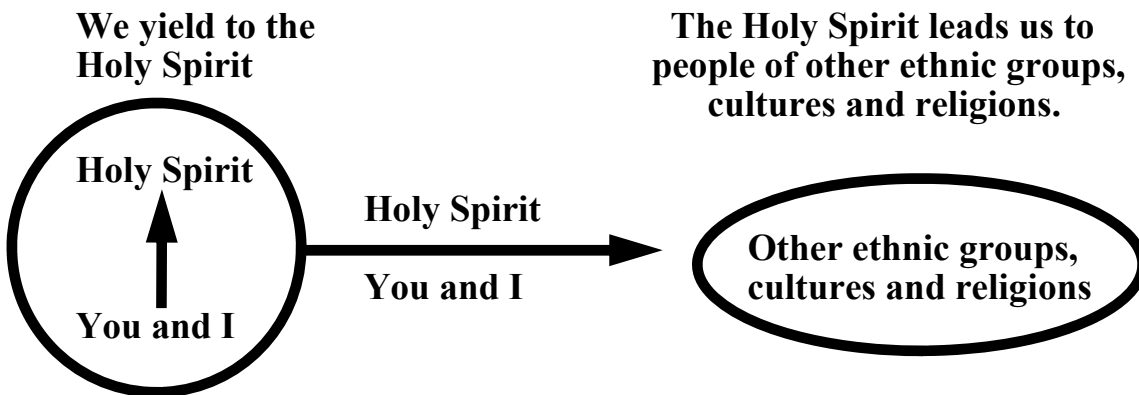 We yield to the
Holy Spirit
Holy Spirit
You and I
Holy Spirit
You and I
The Holy Spirit leads us to
people of other ethnic groups,
cultures and religions.
Other ethnic groups,
cultures and religions